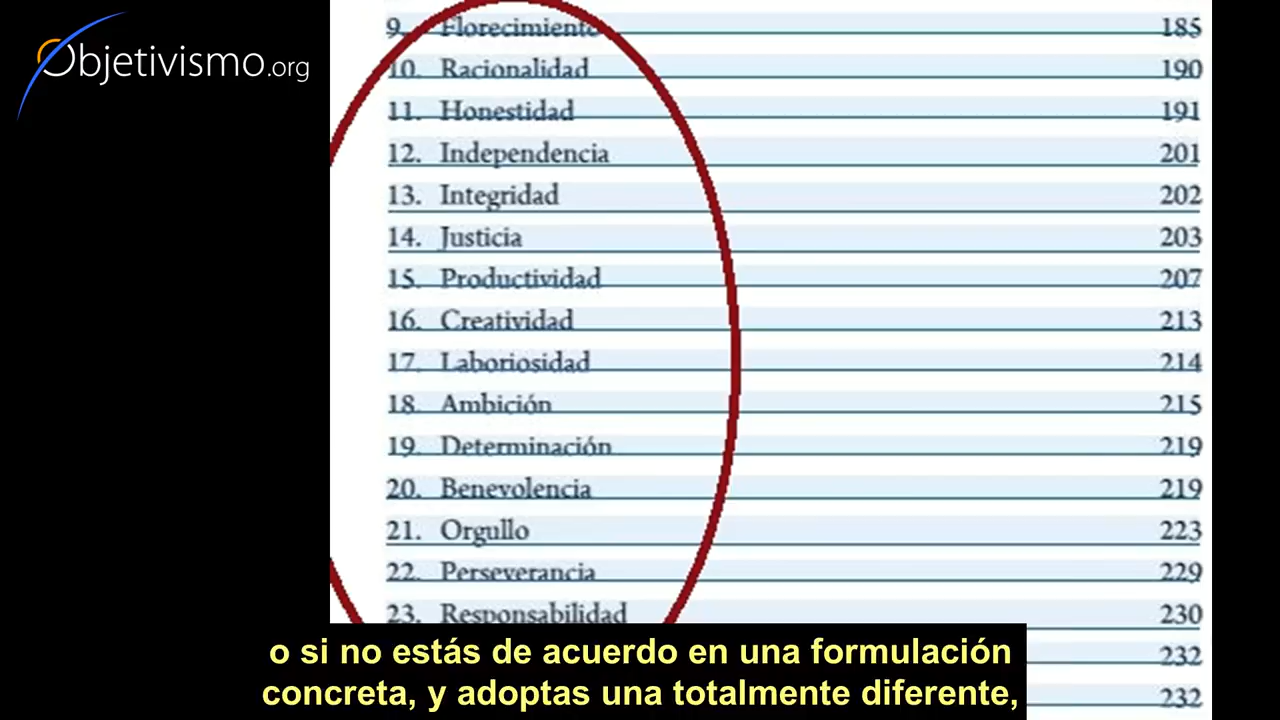 Objetivismo.org
9. Florecimiento 185
10. Racionalidad 190
11. Honestidad 191
12. Independencia 201
13. Integridad 202
14. Justicia 203
15. Productividad 207
16. Creatividad 213
17. Laboriosidad 214
18. Ambición 215
19. Determinación 219
20. Benevolencia 219
21. Orgullo 223
22. Perseverancia 229
23. Responsabilidad 230
232
232
o si no estás de acuerdo en una formulación
concreta, y adoptas una totalmente diferente,